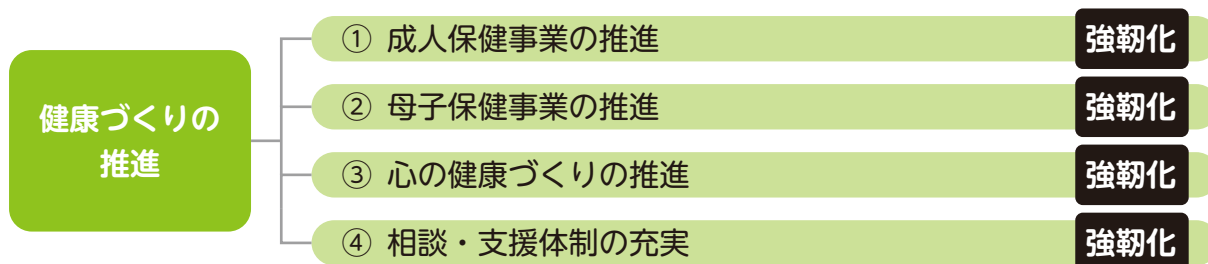 健康づくりの
推進
① 成人保健事業の推進 強靭化
② 母子保健事業の推進 強靭化
③ 心の健康づくりの推進 強靭化
④ 相談・支援体制の充実 強靭化